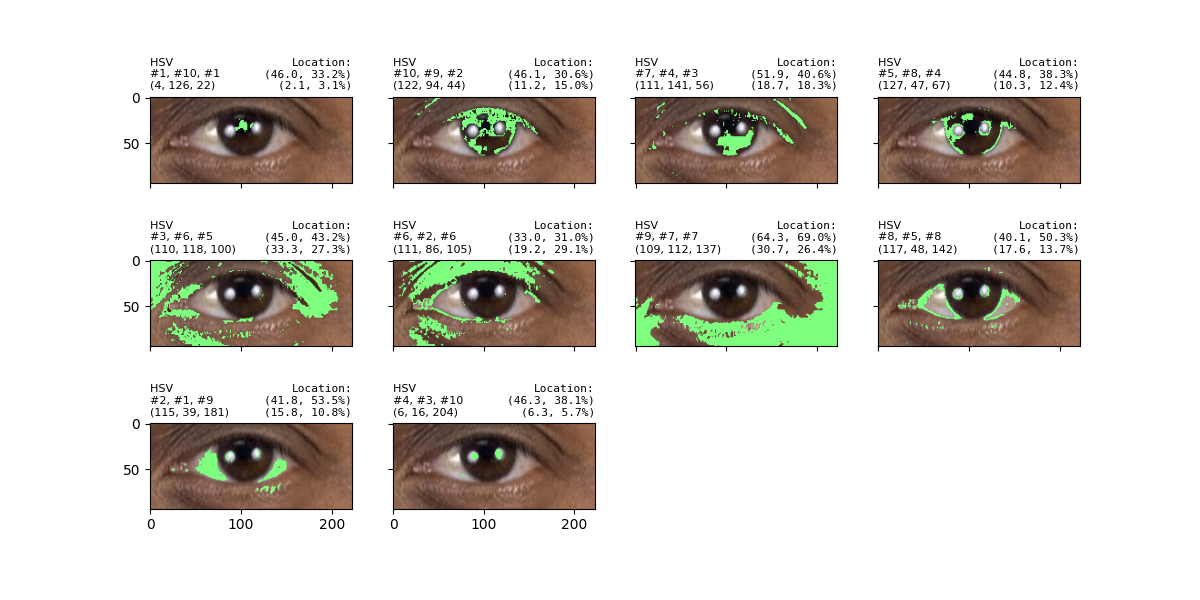 HSV Location:
#1, #10, #1 (46.0, 33.2%)
(4, 126, 22) (2.1, 3.1%)
HSV Location:
#10, #9, #2 (46.1, 30.6%)
(122, 94, 44) (11.2, 15.0%)
HSV Location:
#7, #4, #3 (51.9, 40.6%)
(111, 141, 56) (18.7, 18.3%)
HSV Location:
#5, #8, #4 (44.8, 38.3%)
(127, 47, 67) (10.3, 12.4%)
0
50
HSV Location:
#3, #6, #5 (45.0, 43.2%)
(110, 118, 100) (33.3, 27.3%)
HSV Location:
#6, #2, #6 (33.0, 31.0%)
(111, 86, 105) (19.2, 29.1%)
HSV Location:
#9, #7, #7 (64.3, 69.0%)
(109, 112, 137) (30.7, 26.4%)
HSV Location:
#8, #5, #8 (40.1, 50.3%)
(117, 48, 142) (17.6, 13.7%)
0
50
HSV Location:
#2, #1, #9 (41.8, 53.5%)
(115, 39, 181) (15.8, 10.8%)
HSV Location:
#4, #3, #10 (46.3, 38.1%)
(6, 16, 204) (6.3, 5.7%)
0
50
0 100 200
0 100 200